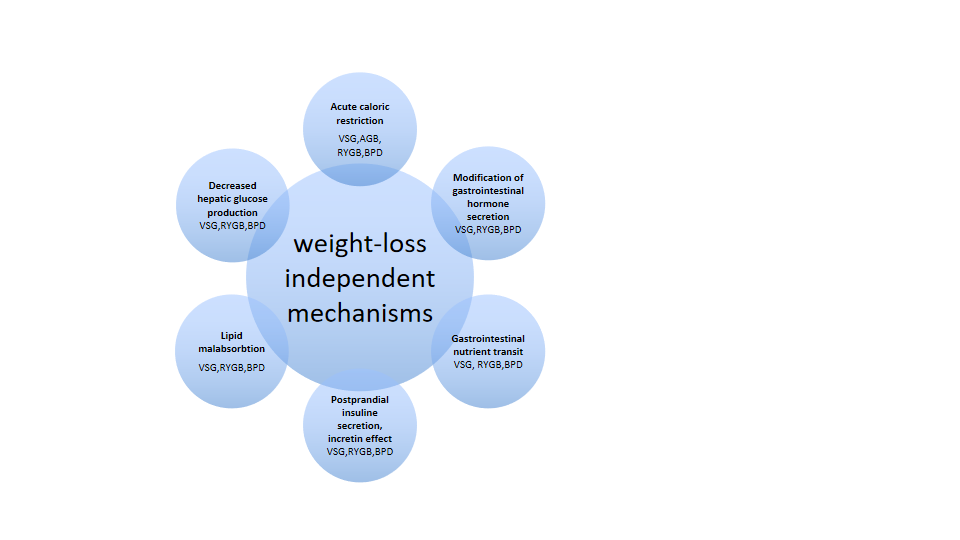 Acute caloric
restriction
VSG,AGB,
RYGB,BPD
Modification of
gastrointestinal
hormone
secretion
VSG,RYGB,BPD
Gastrointestinal
nutrient transit
VSG, RYGB,BPD
Postprandial
insuline
secretion,
incretin effect
VSG,RYGB,BPD
Lipid
malabsorbtion
VSG,RYGB,BPD
Decreased
hepatic glucose
production
VSG,RYGB,BPD
weight-loss
independent
mechanisms